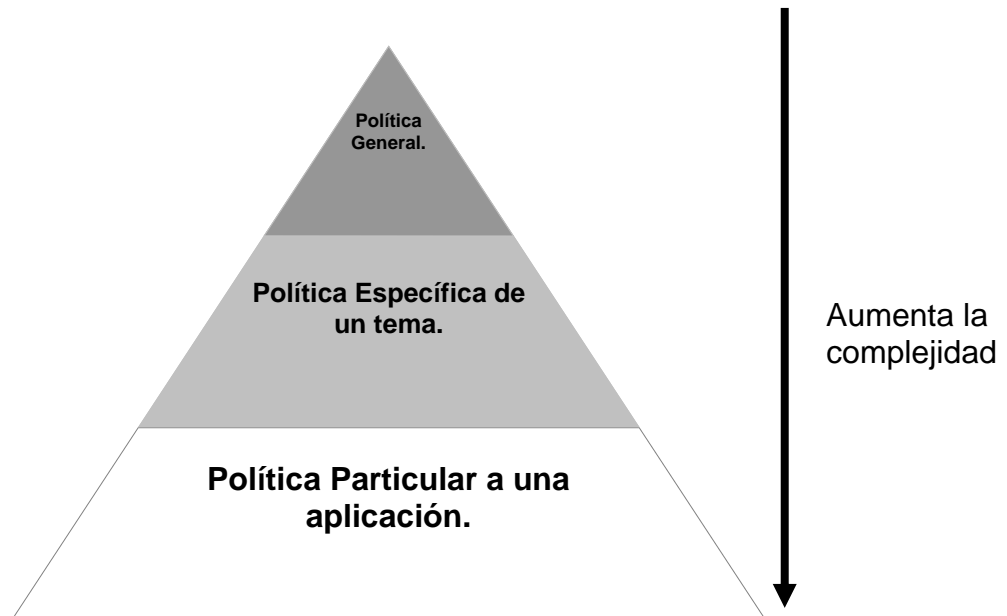 Política
General.
Política Específica de
un tema.
Aumenta la
complejidad
Política Particular a una
aplicación.